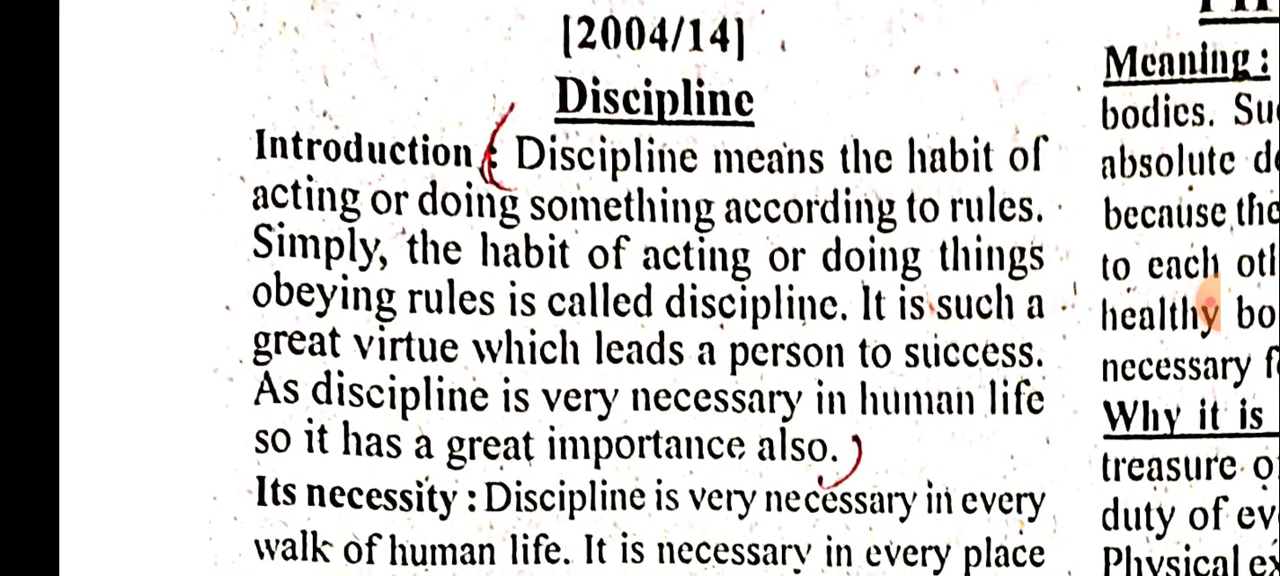 [2004/14]
Discipline
Introduction : Discipline means the habit of
acting or doing something according to rules.
Simply, the habit of acting or doing things
obeying rules is called discipline. It is such a
great virtue which leads a person to success.
As discipline is very necessary in human life
so it has a great importance also.
Its necessity : Discipline is very necessary in every
walk of human life. It is necessary in every place
Meaning :
bodies.
absolute
because
to each
healthy
necessary
Why it is
treasure
duty of
Physical